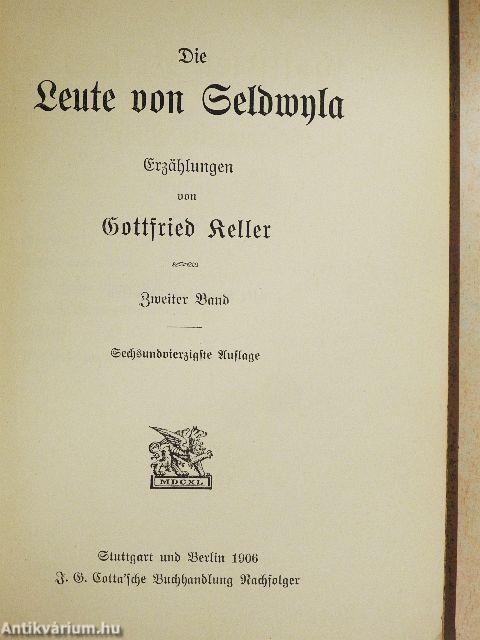 Die
Leute von Seldwyla
Erzählungen
von
Gottfried Keller
Zweiter Band
Sechsundvierzigste Auflage
MDCXL
Stuttgart und Berlin 1906
J. G. Cotta'sche Buchhandlung Nachfolger
Antikvárium.hu